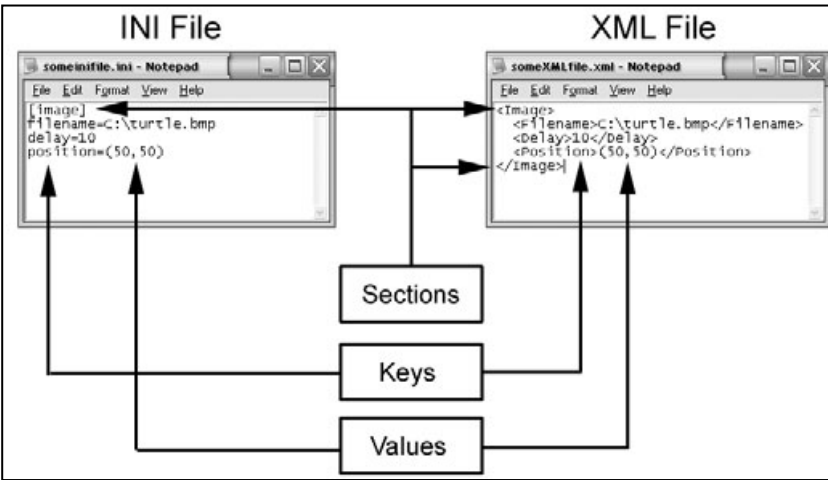 INI File
someinifile.ini - Notepad
File Edit Format View Help
[image]
filename=C:\turtle.bmp
delay=10
position=(50,50)
XML File
someXMLfile.xml - Notepad
File Edit Format View Help
<Image>
<Filename>C:\turtle.bmp</Filename>
<Delay>10</Delay>
<Position>(50,50)</Position>
</Image>
Sections
Keys
Values